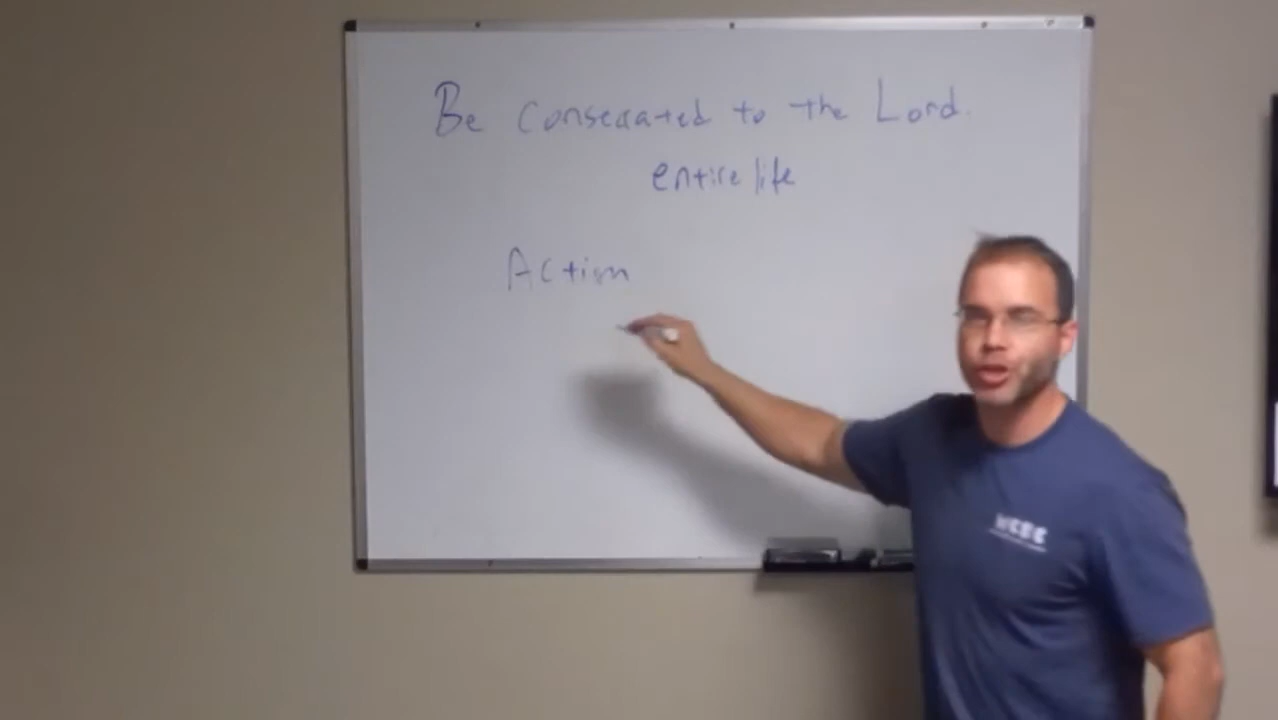 Be consecrated to the Lord.
entire life
Action